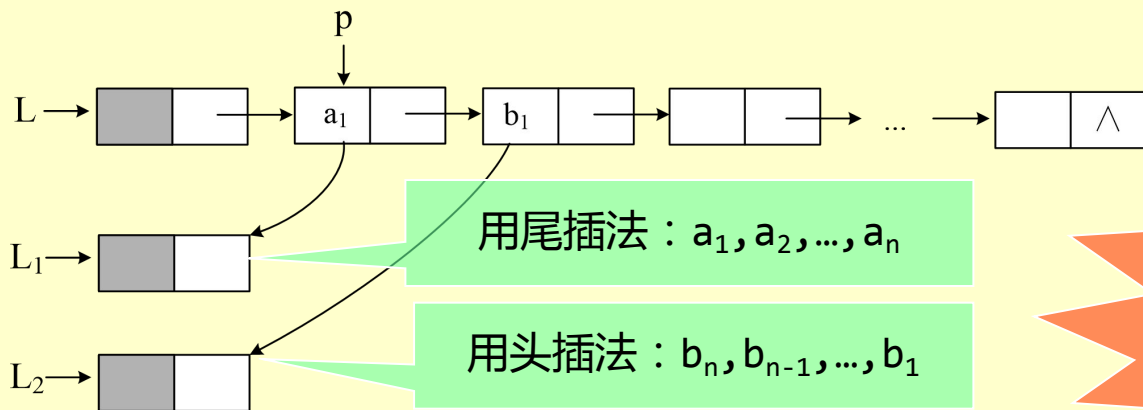 p
L a₁ b₁ ... ∧
L₁ 用尾插法：a₁,a₂,…,aₙ
L₂ 用头插法：bₙ,bₙ₋₁,…,b₁